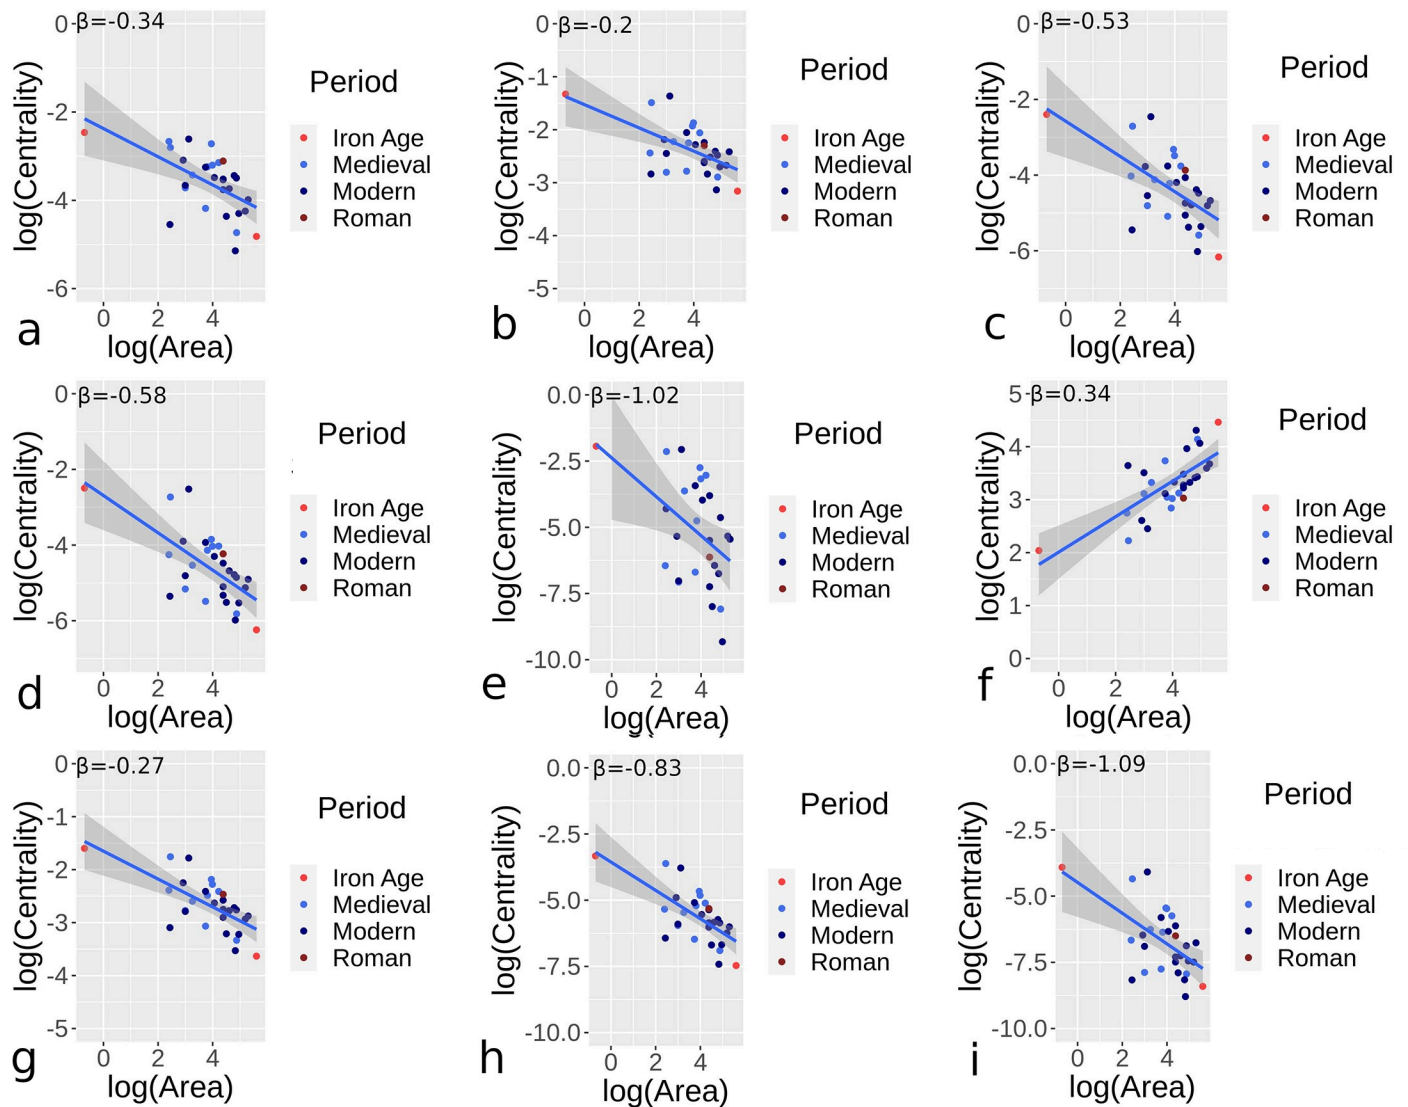 β=-0.34
0
-2
-4
-6
log(Centrality)
0 2 4
log(Area)
Period
Iron Age
Medieval
Modern
Roman
a
β=-0.2
0
-1
-2
-3
-4
-5
log(Centrality)
0 2 4
log(Area)
Period
Iron Age
Medieval
Modern
Roman
b
β=-0.53
0
-2
-4
-6
log(Centrality)
0 2 4
log(Area)
Period
Iron Age
Medieval
Modern
Roman
c
β=-0.58
0
-2
-4
-6
log(Centrality)
0 2 4
log(Area)
Period
Iron Age
Medieval
Modern
Roman
d
β=-1.02
0.0
-2.5
-5.0
-7.5
-10.0
log(Centrality)
0 2 4
log(Area)
Period
Iron Age
Medieval
Modern
Roman
e
β=0.34
5
4
3
2
1
0
log(Centrality)
0 2 4
log(Area)
Period
Iron Age
Medieval
Modern
Roman
f
β=-0.27
0
-1
-2
-3
-4
-5
log(Centrality)
0 2 4
log(Area)
Period
Iron Age
Medieval
Modern
Roman
g
β=-0.83
0.0
-2.5
-5.0
-7.5
-10.0
log(Centrality)
0 2 4
log(Area)
Period
Iron Age
Medieval
Modern
Roman
h
β=-1.09
0.0
-2.5
-5.0
-7.5
-10.0
log(Centrality)
0 2 4
log(Area)
Period
Iron Age
Medieval
Modern
Roman
i